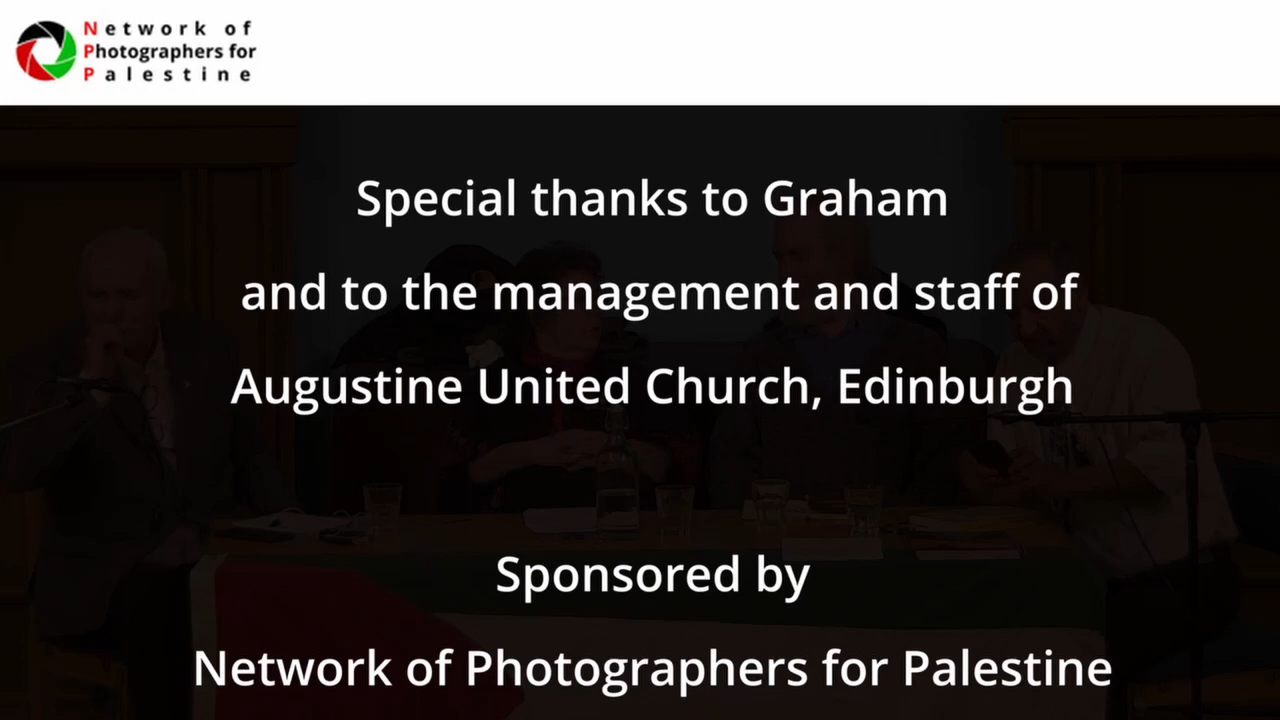 Network of
Photographers for
Palestine
Special thanks to Graham
and to the management and staff of
Augustine United Church, Edinburgh
Sponsored by
Network of Photographers for Palestine